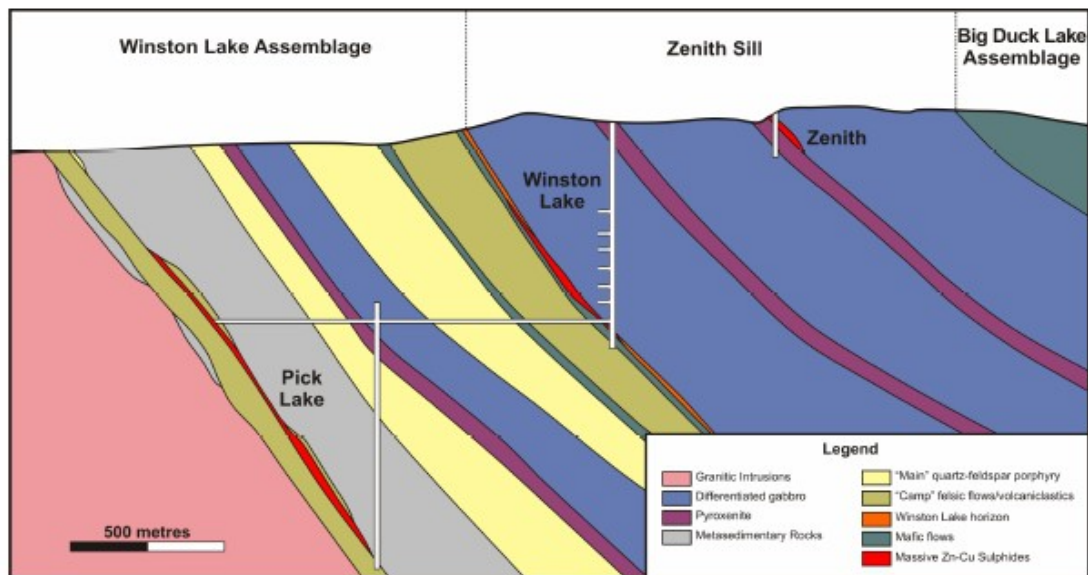 Winston Lake Assemblage
Zenith Sill
Big Duck Lake
Assemblage
Zenith
Winston
Lake
Pick
Lake
500 metres
Legend
Granitic Intrusions
Differentiated gabbro
Pyroxenite
Metasedimentary Rocks
"Main" quartz-feldspar porphyry
"Camp" felsic flows/volcaniclastics
Winston Lake horizon
Mafic flows
Massive Zn-Cu Sulphides